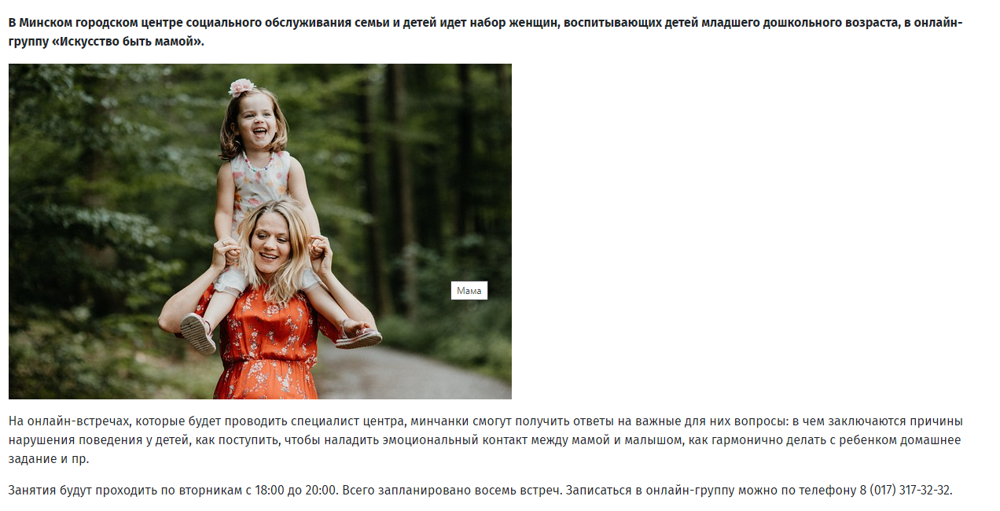 В Минском городском центре социального обслуживания семьи и детей идет набор женщин, воспитывающих детей младшего дошкольного возраста, в онлайн-
группу «Искусство быть мамой».
Мама
На онлайн-встречах, которые будет проводить специалист центра, минчанки смогут получить ответы на важные для них вопросы: в чем заключаются причины
нарушения поведения у детей, как поступить, чтобы наладить эмоциональный контакт между мамой и малышом, как гармонично делать с ребенком домашнее
задание и пр.
Занятия будут проходить по вторникам с 18:00 до 20:00. Всего запланировано восемь встреч. Записаться в онлайн-группу можно по телефону 8 (017) 317-32-32.